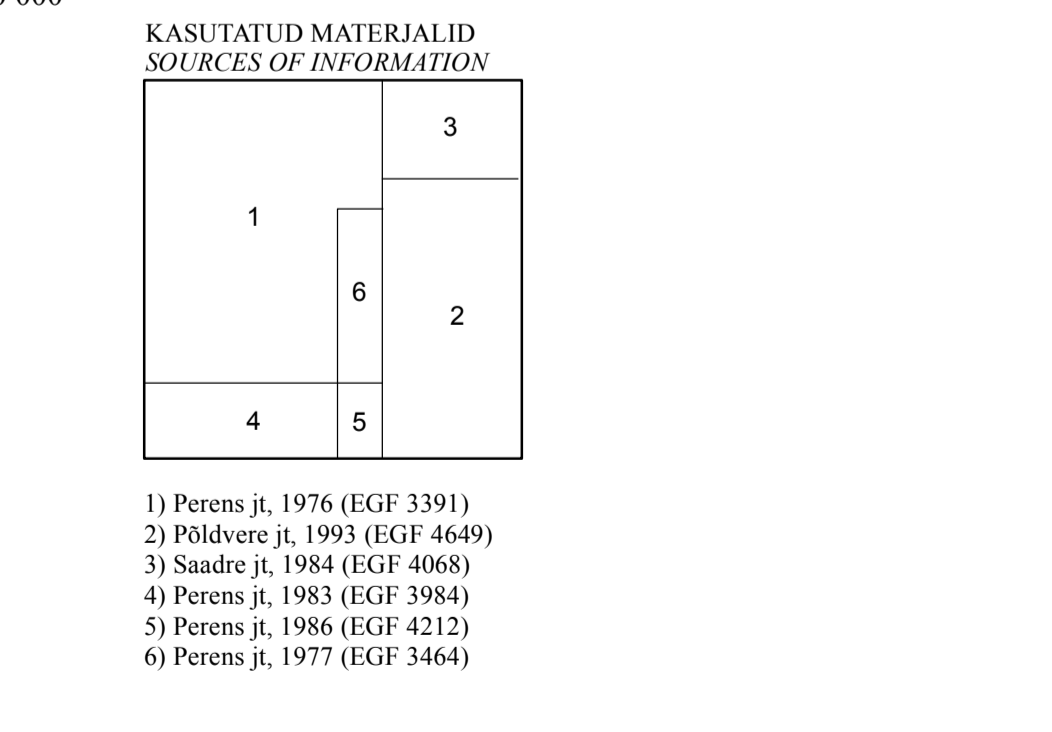 KASUTATUD MATERJALID
SOURCES OF INFORMATION
3
1
6
2
4
5
1) Perens jt, 1976 (EGF 3391)
2) Põldvere jt, 1993 (EGF 4649)
3) Saadre jt, 1984 (EGF 4068)
4) Perens jt, 1983 (EGF 3984)
5) Perens jt, 1986 (EGF 4212)
6) Perens jt, 1977 (EGF 3464)